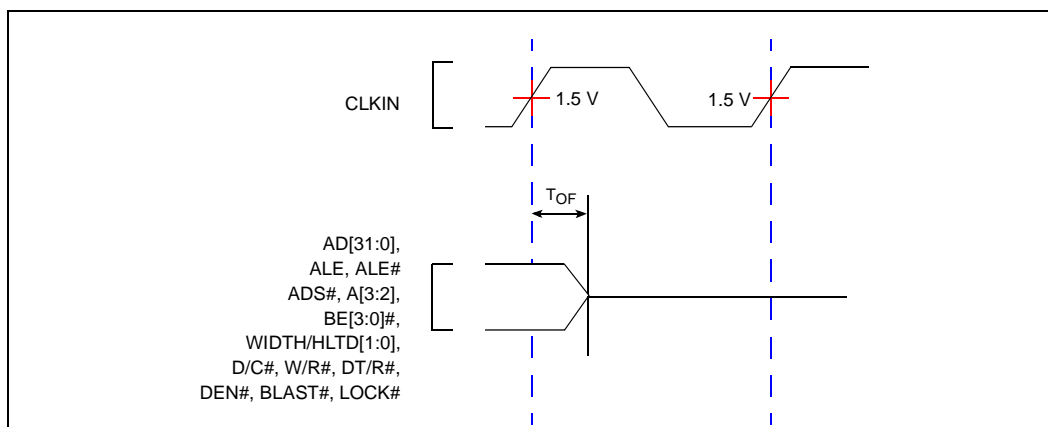 CLKIN
1.5 V
1.5 V
TOF
AD[31:0],
ALE, ALE#
ADS#, A[3:2],
BE[3:0]#,
WIDTH/HLTD[1:0],
D/C#, W/R#, DT/R#,
DEN#, BLAST#, LOCK#